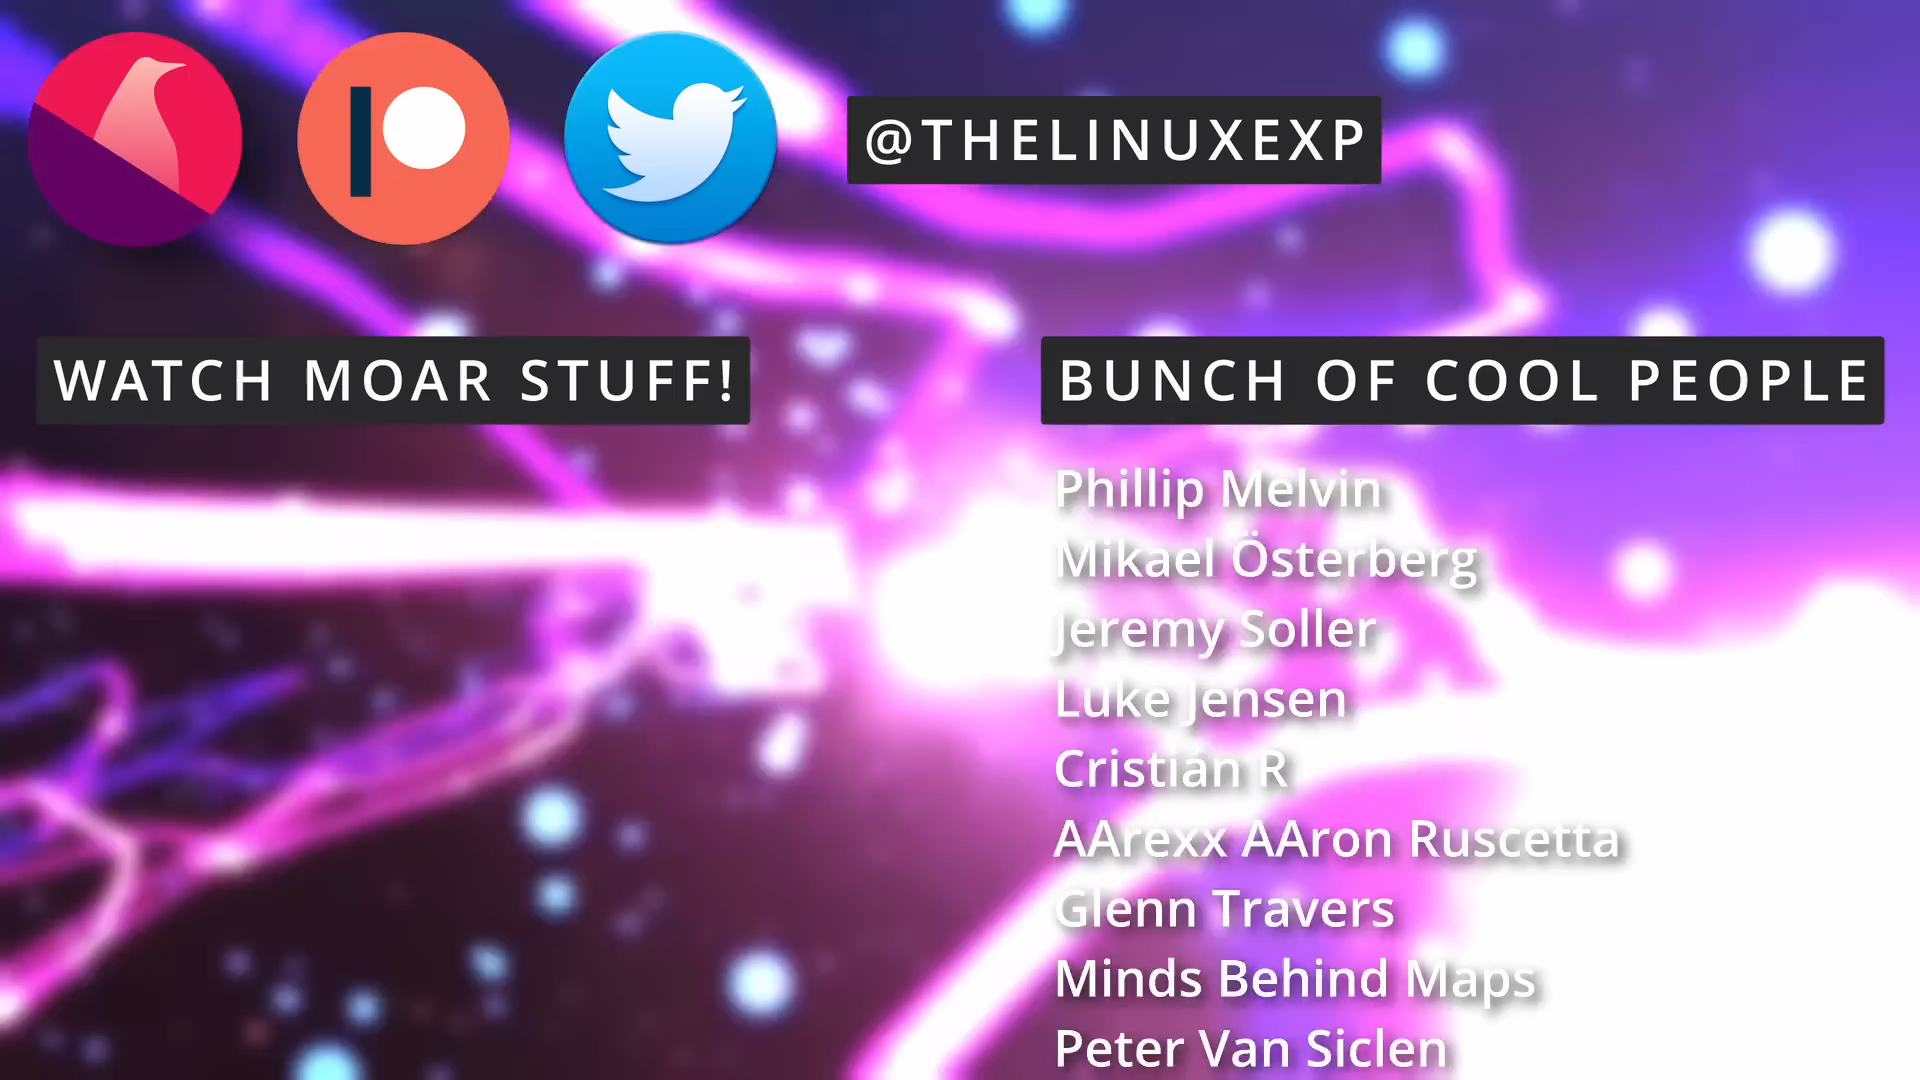 @THELINUXEXP
WATCH MOAR STUFF!
BUNCH OF COOL PEOPLE
Phillip Melvin
Mikael Österberg
Jeremy Soller
Luke Jensen
Cristián R
AArexx AAron Ruscetta
Glenn Travers
Minds Behind Maps
Peter Van Siclen